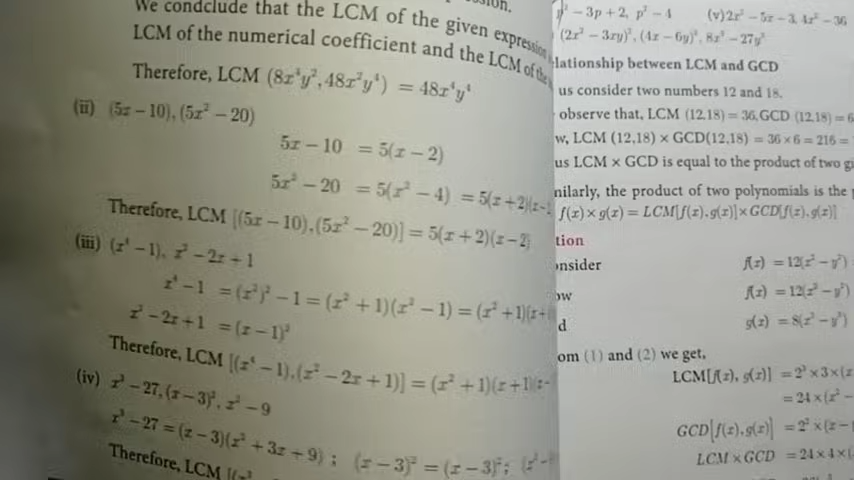 We condclude that the LCM of the given expression
LCM of the numerical coefficient and the LCM of the
Therefore, LCM (8x⁴y², 48x²y⁴) = 48x⁴y⁴
(ii) (5x − 10), (5x² − 20)
5x − 10 = 5(x − 2)
5x² − 20 = 5(x² − 4) = 5(x + 2)(x −
Therefore, LCM [(5x − 10), (5x² − 20)] = 5(x + 2)(x − 2)
(iii) (x⁴ − 1), x² − 2x + 1
x⁴ − 1 = (x²)² − 1 = (x² + 1)(x² − 1) = (x² + 1)(x +
x² − 2x + 1 = (x − 1)²
Therefore, LCM [(x⁴ − 1), (x² − 2x + 1)] = (x² + 1)(x + 1)(x −
(iv) x³ − 27, (x − 3)², x² − 9
x³ − 27 = (x − 3)(x² + 3x + 9) ; (x − 3)² = (x − 3)² ; (x² −
Therefore, LCM
p² − 3p + 2, p² − 4 (v) 2x² − 5x − 3, 4x² − 36
(2x² − 3xy)², (4x − 6y)³, 8x³ − 27y³
lationship between LCM and GCD
us consider two numbers 12 and 18.
observe that, LCM (12,18) = 36, GCD (12,18) = 6
w, LCM (12,18) × GCD(12,18) = 36 × 6 = 216 =
us LCM × GCD is equal to the product of two
nilarly, the product of two polynomials is the
f(x) × g(x) = LCM[f(x), g(x)] × GCD[f(x), g(x)]
tion
nsider f(x) = 12(x² − y²)
ow f(x) = 12(x² − y²)
d g(x) = 8(x³ − y³)
om (1) and (2) we get,
LCM[f(x), g(x)] = 2³ × 3 × (x
= 24 × (x² −
GCD[f(x), g(x)] = 2² × (x −
LCM × GCD = 24 × 4 × (